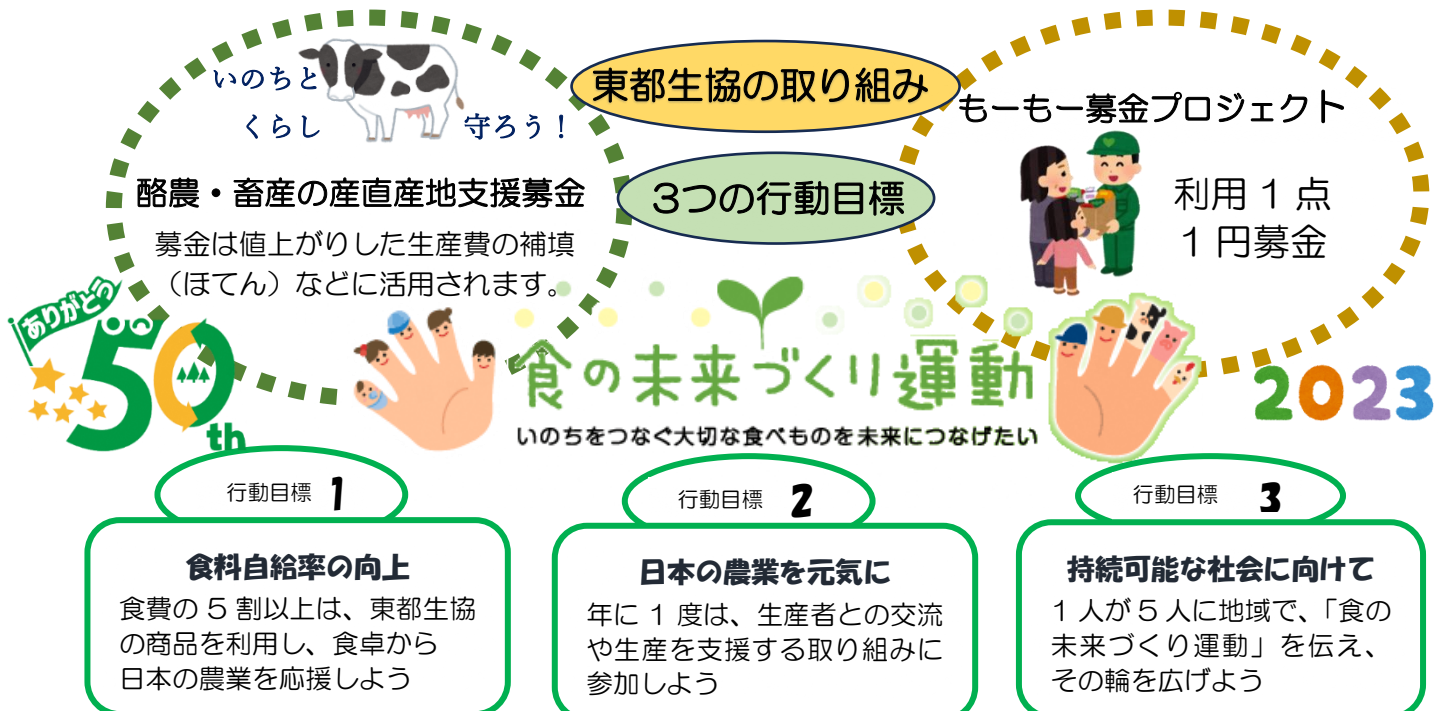 いのちと
くらし 守ろう！
東都生協の取り組み
もーもー募金プロジェクト
酪農・畜産の産直産地支援募金
募金は値上がりした生産費の補填
（ほてん）などに活用されます。
3つの行動目標
利用１点
１円募金
ありがとう
50th
食の未来づくり運動
いのちをつなぐ大切な食べものを未来につなげたい
2023
行動目標 1
食料自給率の向上
食費の５割以上は、東都生協
の商品を利用し、食卓から
日本の農業を応援しよう
行動目標 2
日本の農業を元気に
年に１度は、生産者との交流
や生産を支援する取り組みに
参加しよう
行動目標 3
持続可能な社会に向けて
１人が５人に地域で、「食の
未来づくり運動」を伝え、
その輪を広げよう